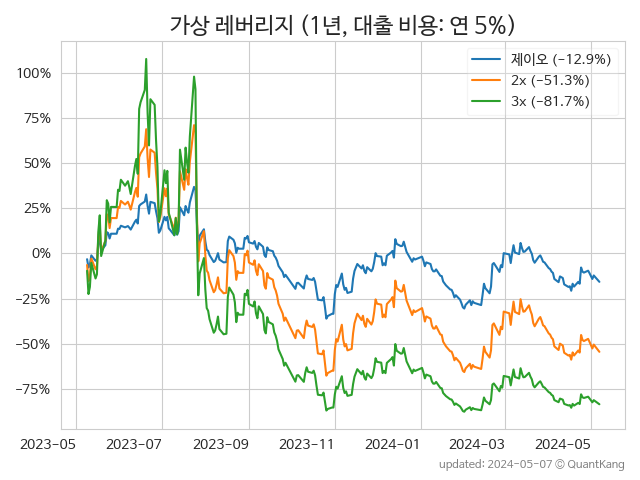 가상 레버리지 (1년, 대출 비용: 연 5%)
제이오 (−12.9%)
2x (−51.3%)
3x (−81.7%)
100%
75%
50%
25%
0%
−25%
−50%
−75%
2023-05 2023-07 2023-09 2023-11 2024-01 2024-03 2024-05
updated: 2024-05-07 © QuantKang